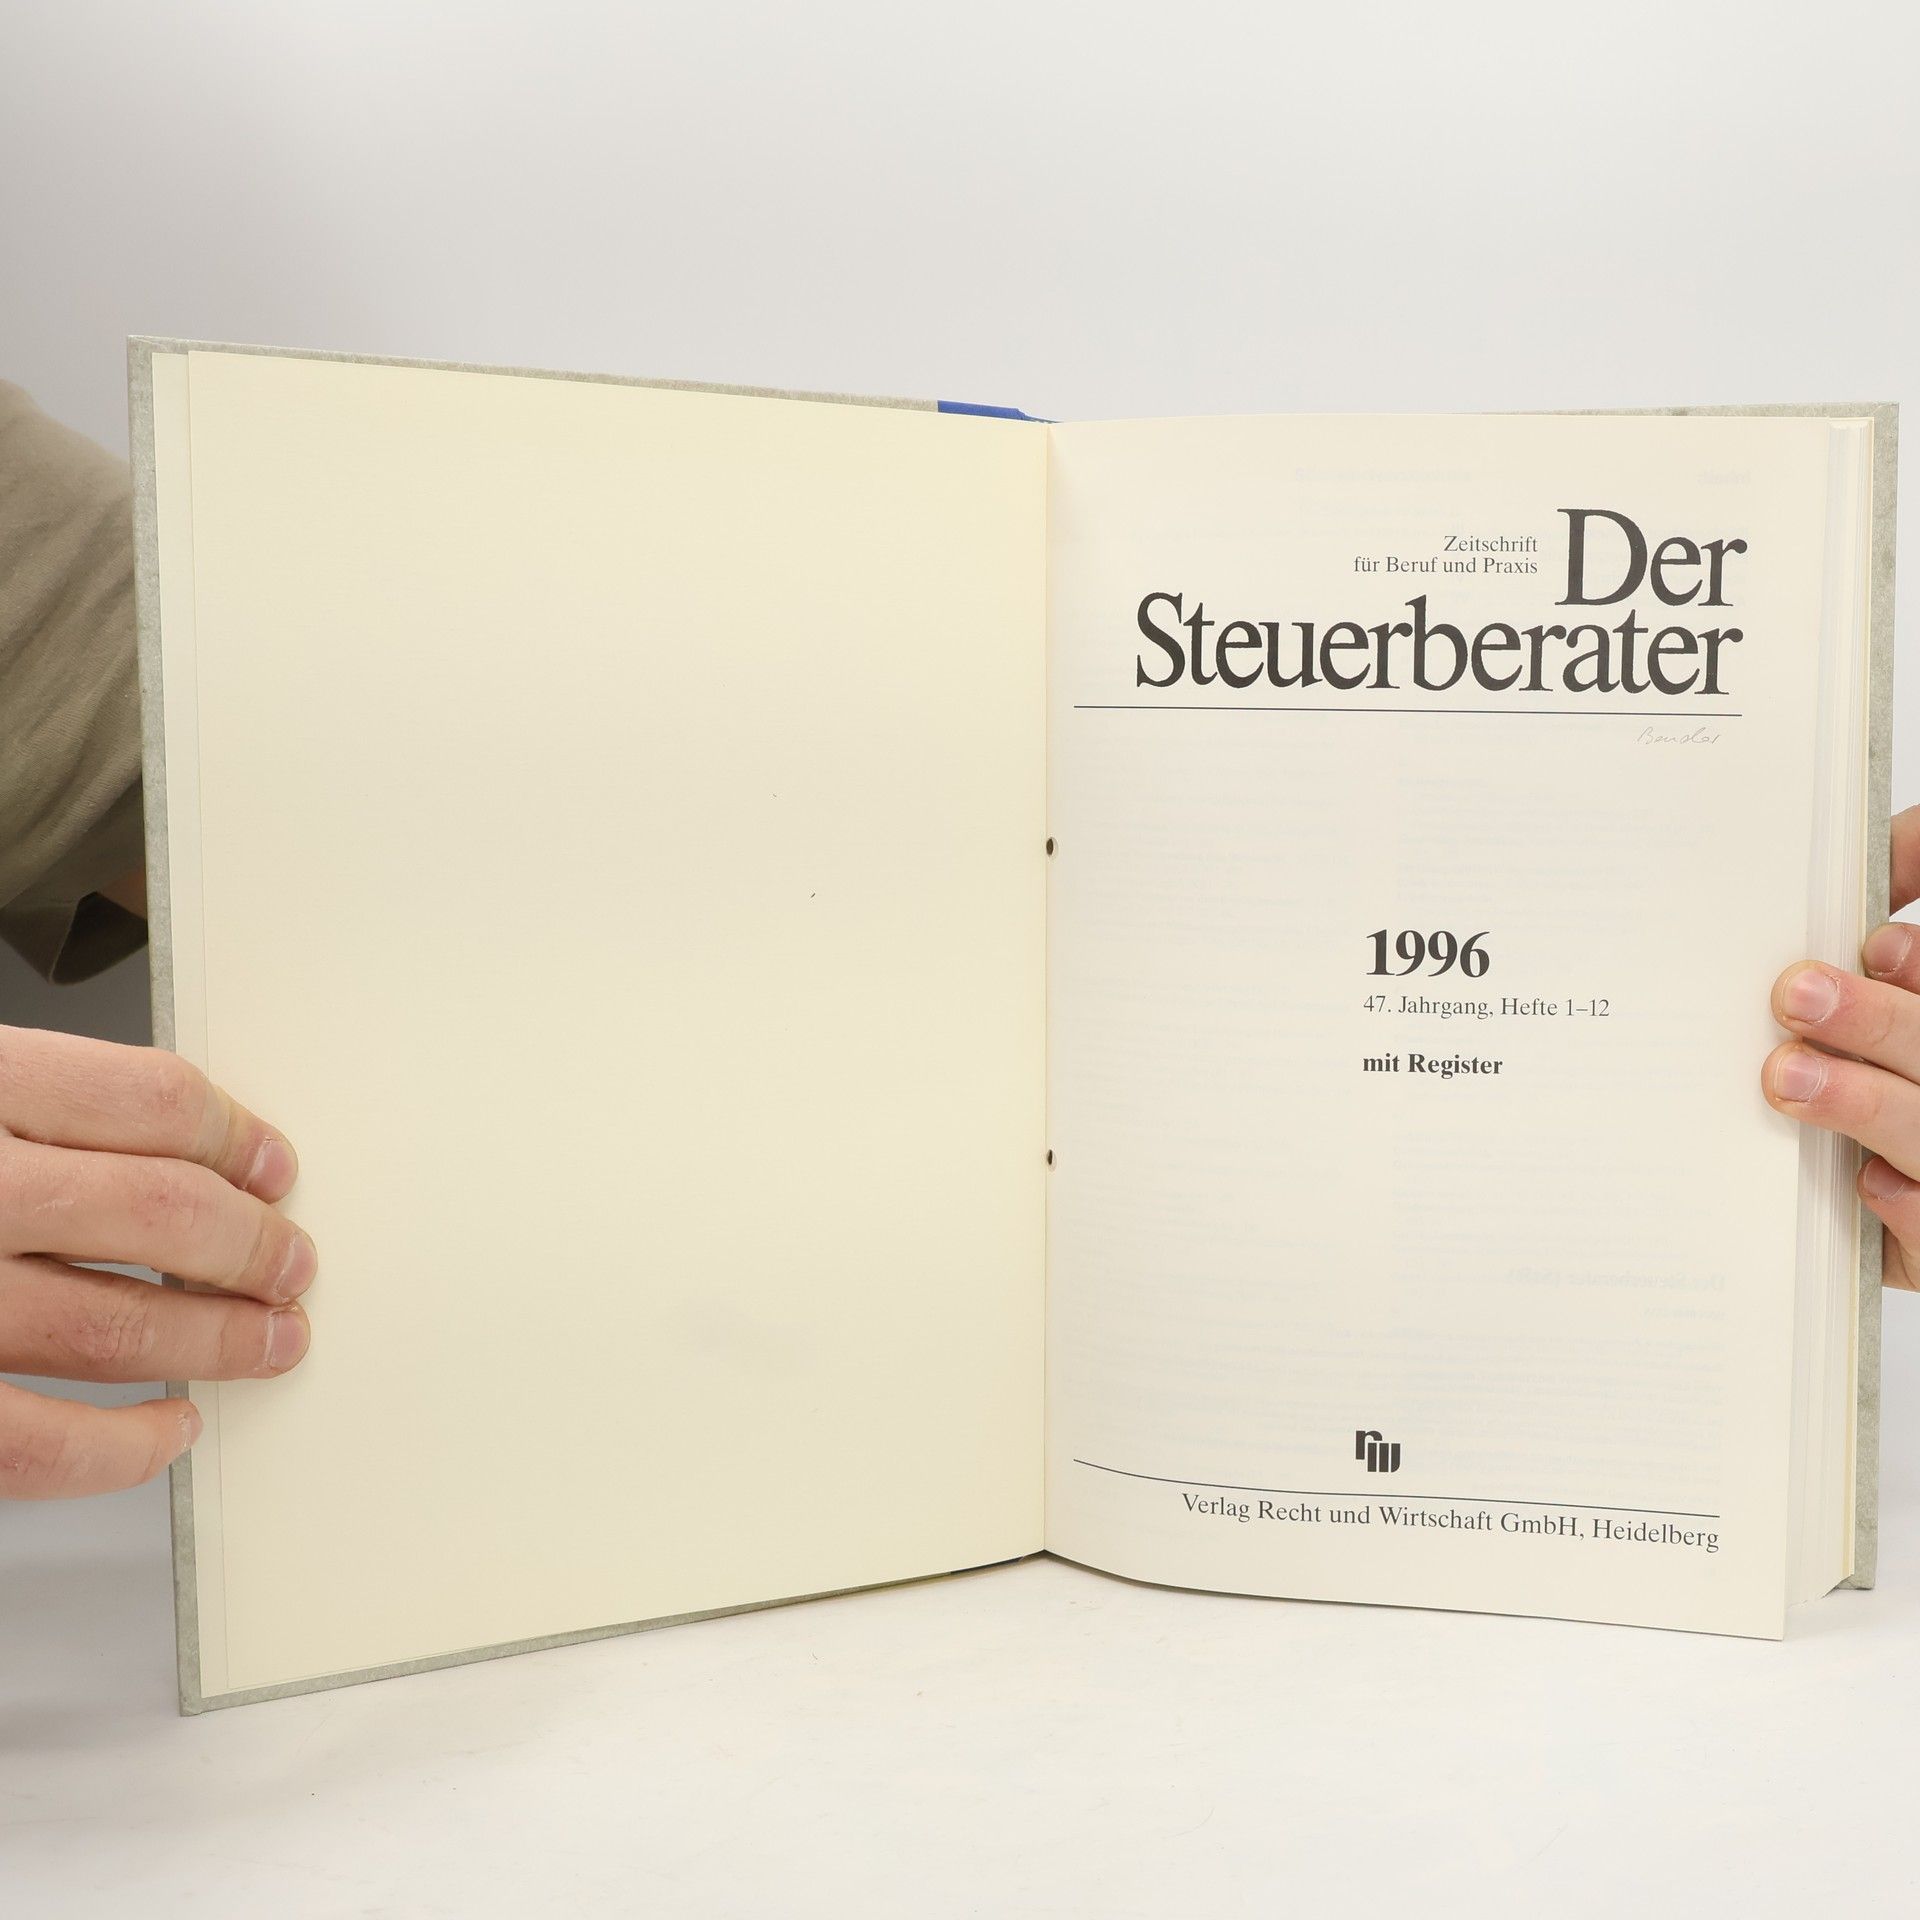 Zeitschrift
für Beruf und Praxis
Der
Steuerberater
1996
47. Jahrgang, Hefte 1–12
mit Register
rw
Verlag Recht und Wirtschaft GmbH, Heidelberg